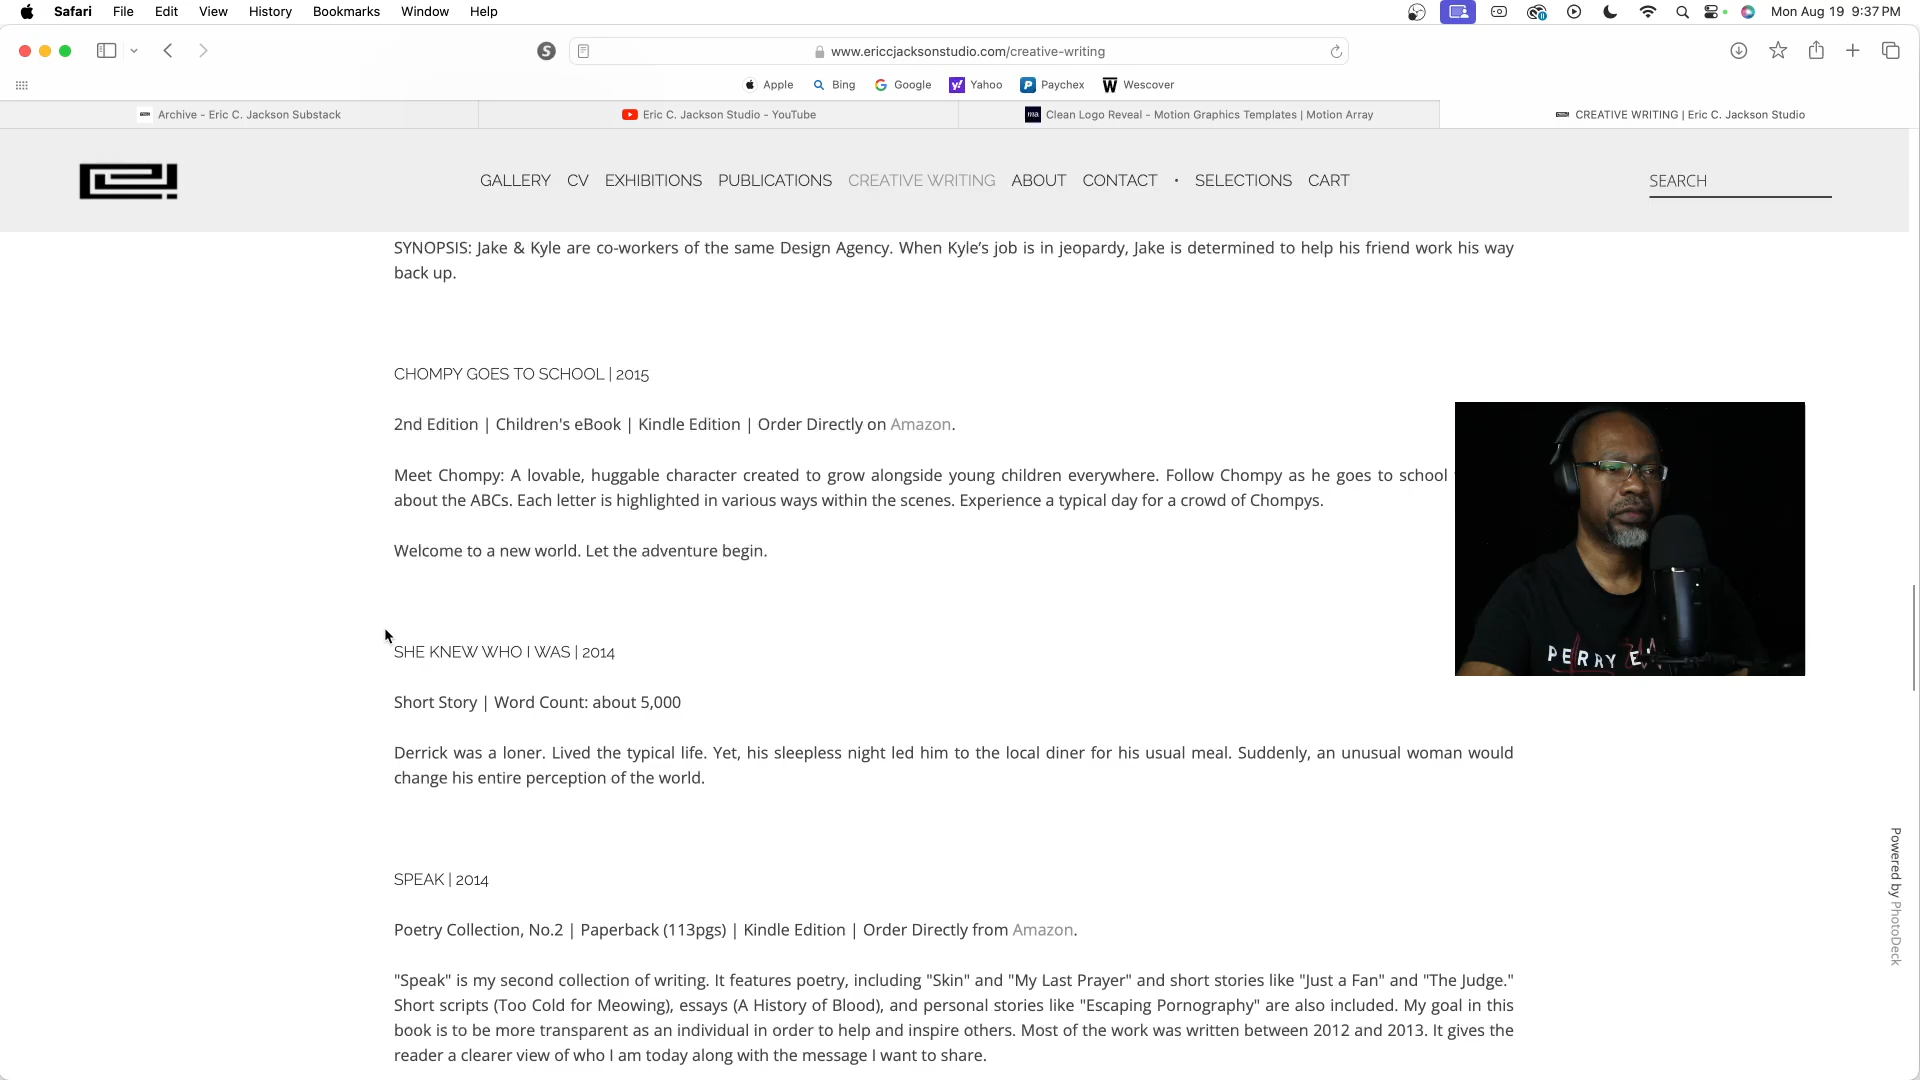 Safari File Edit View History Bookmarks Window Help Mon Aug 19 9:37 PM
www.ericcjacksonstudio.com/creative-writing
Apple Bing Google Yahoo Paychex Wescover
Archive - Eric C. Jackson Substack Eric C. Jackson Studio - YouTube Clean Logo Reveal - Motion Graphics Templates | Motion Array CREATIVE WRITING | Eric C. Jackson Studio
GALLERY CV EXHIBITIONS PUBLICATIONS CREATIVE WRITING ABOUT CONTACT • SELECTIONS CART SEARCH
SYNOPSIS: Jake & Kyle are co-workers of the same Design Agency. When Kyle’s job is in jeopardy, Jake is determined to help his friend work his way
back up.
CHOMPY GOES TO SCHOOL | 2015
2nd Edition | Children's eBook | Kindle Edition | Order Directly on Amazon.
Meet Chompy: A lovable, huggable character created to grow alongside young children everywhere. Follow Chompy as he goes to school
about the ABCs. Each letter is highlighted in various ways within the scenes. Experience a typical day for a crowd of Chompys.
Welcome to a new world. Let the adventure begin.
SHE KNEW WHO I WAS | 2014
PERRY
Short Story | Word Count: about 5,000
Derrick was a loner. Lived the typical life. Yet, his sleepless night led him to the local diner for his usual meal. Suddenly, an unusual woman would
change his entire perception of the world.
SPEAK | 2014
Poetry Collection, No.2 | Paperback (113pgs) | Kindle Edition | Order Directly from Amazon.
"Speak" is my second collection of writing. It features poetry, including "Skin" and "My Last Prayer" and short stories like "Just a Fan" and "The Judge."
Short scripts (Too Cold for Meowing), essays (A History of Blood), and personal stories like "Escaping Pornography" are also included. My goal in this
book is to be more transparent as an individual in order to help and inspire others. Most of the work was written between 2012 and 2013. It gives the
reader a clearer view of who I am today along with the message I want to share.
Powered by PhotoDeck